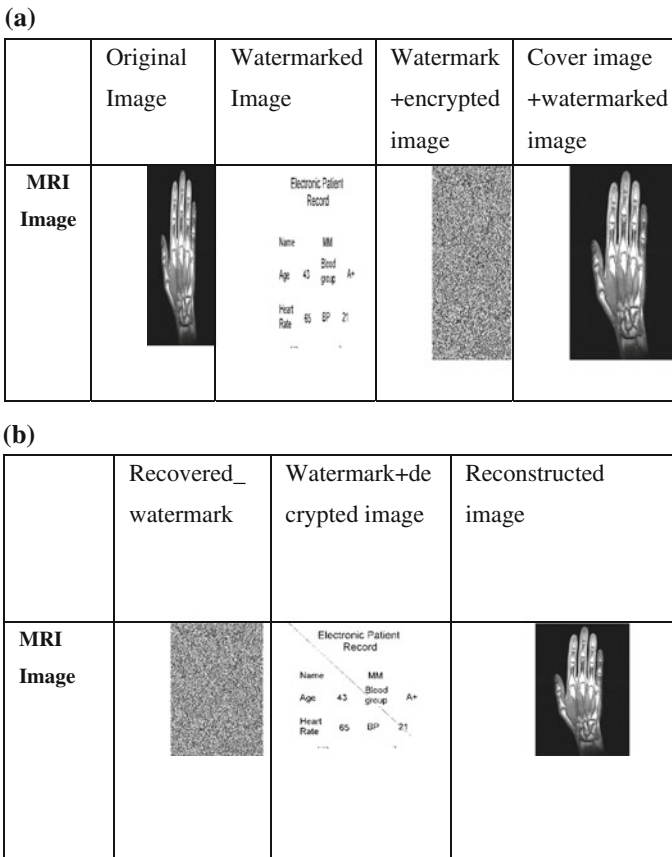 (a)
Original Image
Watermarked Image
Watermark +encrypted image
Cover image +watermarked image
MRI Image
Electronic Patient
Record
Name MM
Age 43 Blood group A+
Heart Rate 65 BP 21
(b)
Recovered_ watermark
Watermark+de crypted image
Reconstructed image
MRI Image
Electronic Patient
Record
Name MM
Age 43 Blood group A+
Heart Rate 65 BP 21